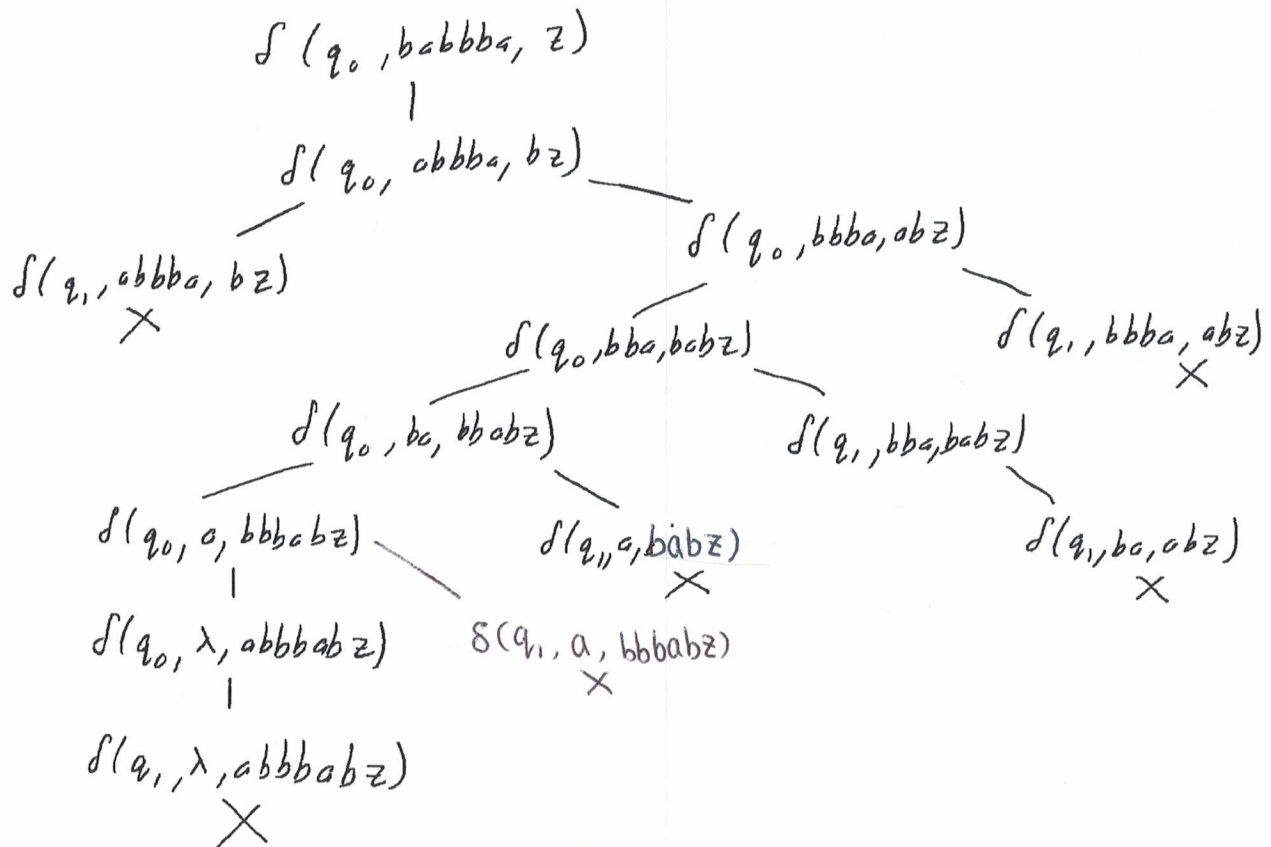 δ(q₀, babbba, z)
δ(q₀, abbba, bz)
δ(q₀, bbba, abz)
δ(q₁, abbba, bz)
X
δ(q₁, bbba, abz)
X
δ(q₀, bba, babz)
δ(q₀, ba, bbabz)
δ(q₁, bba, babz)
δ(q₀, a, bbbabz)
δ(q₁, a, babz)
X
δ(q₁, ba, abz)
X
δ(q₀, λ, abbbabz)
δ(q₁, a, bbbabz)
X
δ(q₁, λ, abbbabz)
X